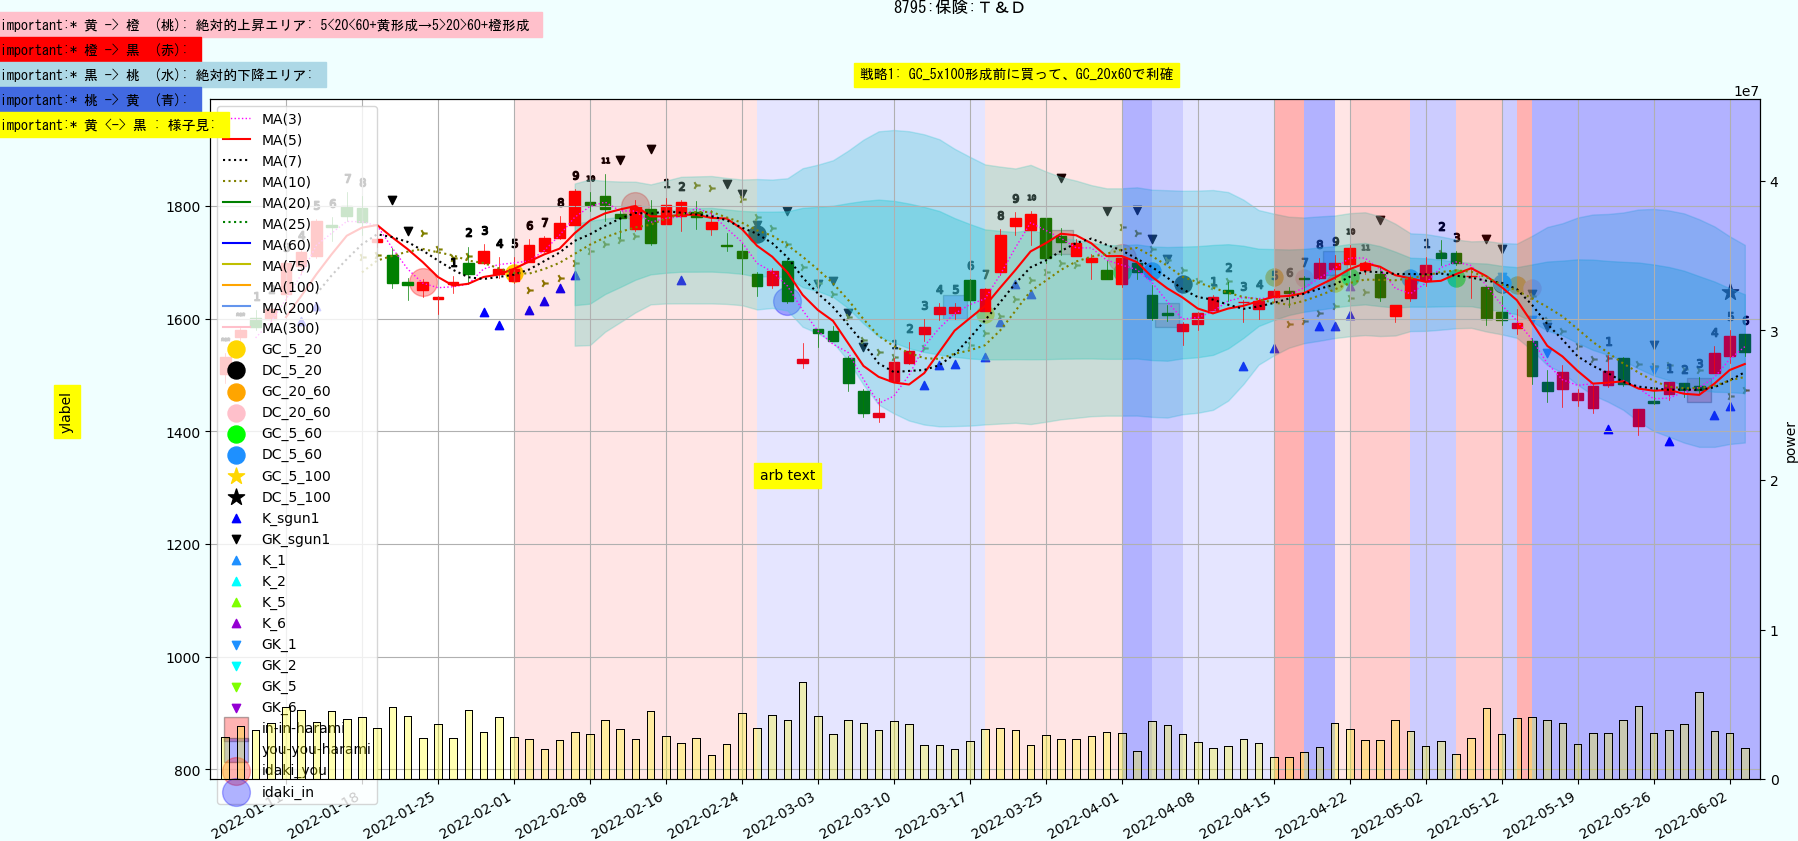 8795:保険:T＆D
important:* 黄 -> 橙 (桃): 絶対的上昇エリア: 5<20<60+黄形成→5>20>60+橙形成
important:* 橙 -> 黒 (赤):
important:* 黒 -> 桃 (水): 絶対的下降エリア:
戦略1: GC_5x100形成前に買って、GC_20x60で利確
important:* 桃 -> 黄 (青):
important:* 黄 <-> 黒 : 様子見:
1e7
MA(3)
MA(5)
MA(7)
MA(10)
MA(20)
MA(25)
MA(60)
MA(75)
MA(100)
MA(200)
MA(300)
GC_5_20
DC_5_20
GC_20_60
DC_20_60
GC_5_60
DC_5_60
GC_5_100
DC_5_100
K_sgun1
GK_sgun1
K_1
K_2
K_5
K_6
GK_1
GK_2
GK_5
GK_6
in-in-harami
you-you-harami
idaki_you
idaki_in
1800
1600
1400
1200
1000
800
ylabel
arb text
4
3
2
1
0
power
2022-01-11
2022-01-18
2022-01-25
2022-02-01
2022-02-08
2022-02-16
2022-02-24
2022-03-03
2022-03-10
2022-03-17
2022-03-25
2022-04-01
2022-04-08
2022-04-15
2022-04-22
2022-05-02
2022-05-12
2022-05-19
2022-05-26
2022-06-02